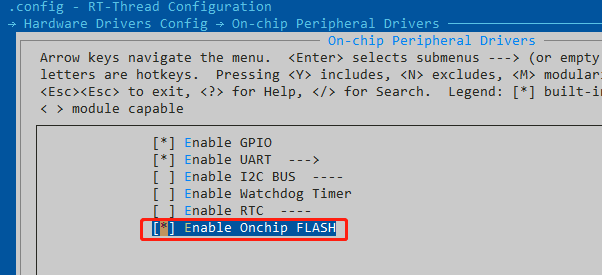 .config - RT-Thread Configuration
→ Hardware Drivers Config → On-chip Peripheral Drivers
On-chip Peripheral Drivers
Arrow keys navigate the menu. <Enter> selects submenus ---> (or empty
letters are hotkeys. Pressing <Y> includes, <N> excludes, <M> modulari
<Esc><Esc> to exit, <?> for Help, </> for Search. Legend: [*] built-in
< > module capable
[*] Enable GPIO
[*] Enable UART --->
[ ] Enable I2C BUS ----
[ ] Enable Watchdog Timer
[ ] Enable RTC ----
[*] Enable Onchip FLASH